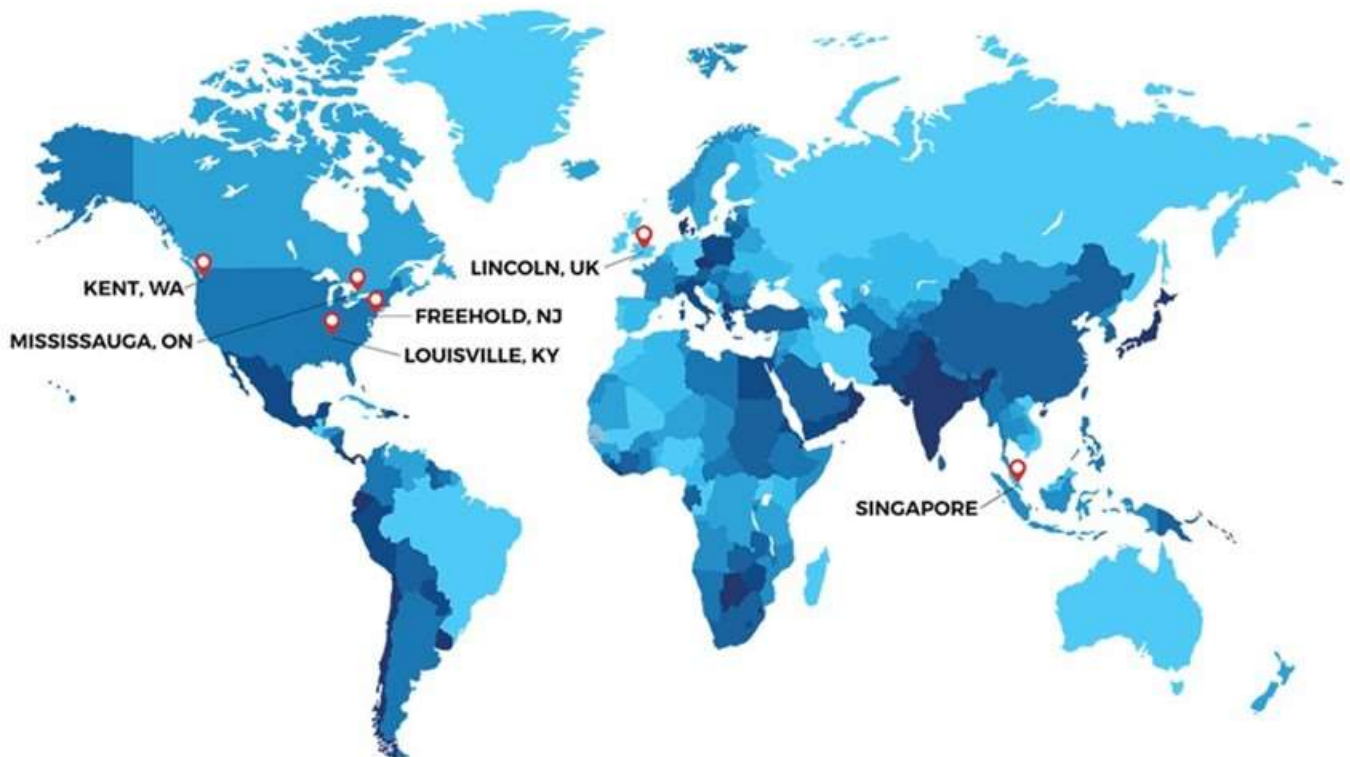 LINCOLN, UK
KENT, WA
FREEHOLD, NJ
MISSISSAUGA, ON
LOUISVILLE, KY
SINGAPORE